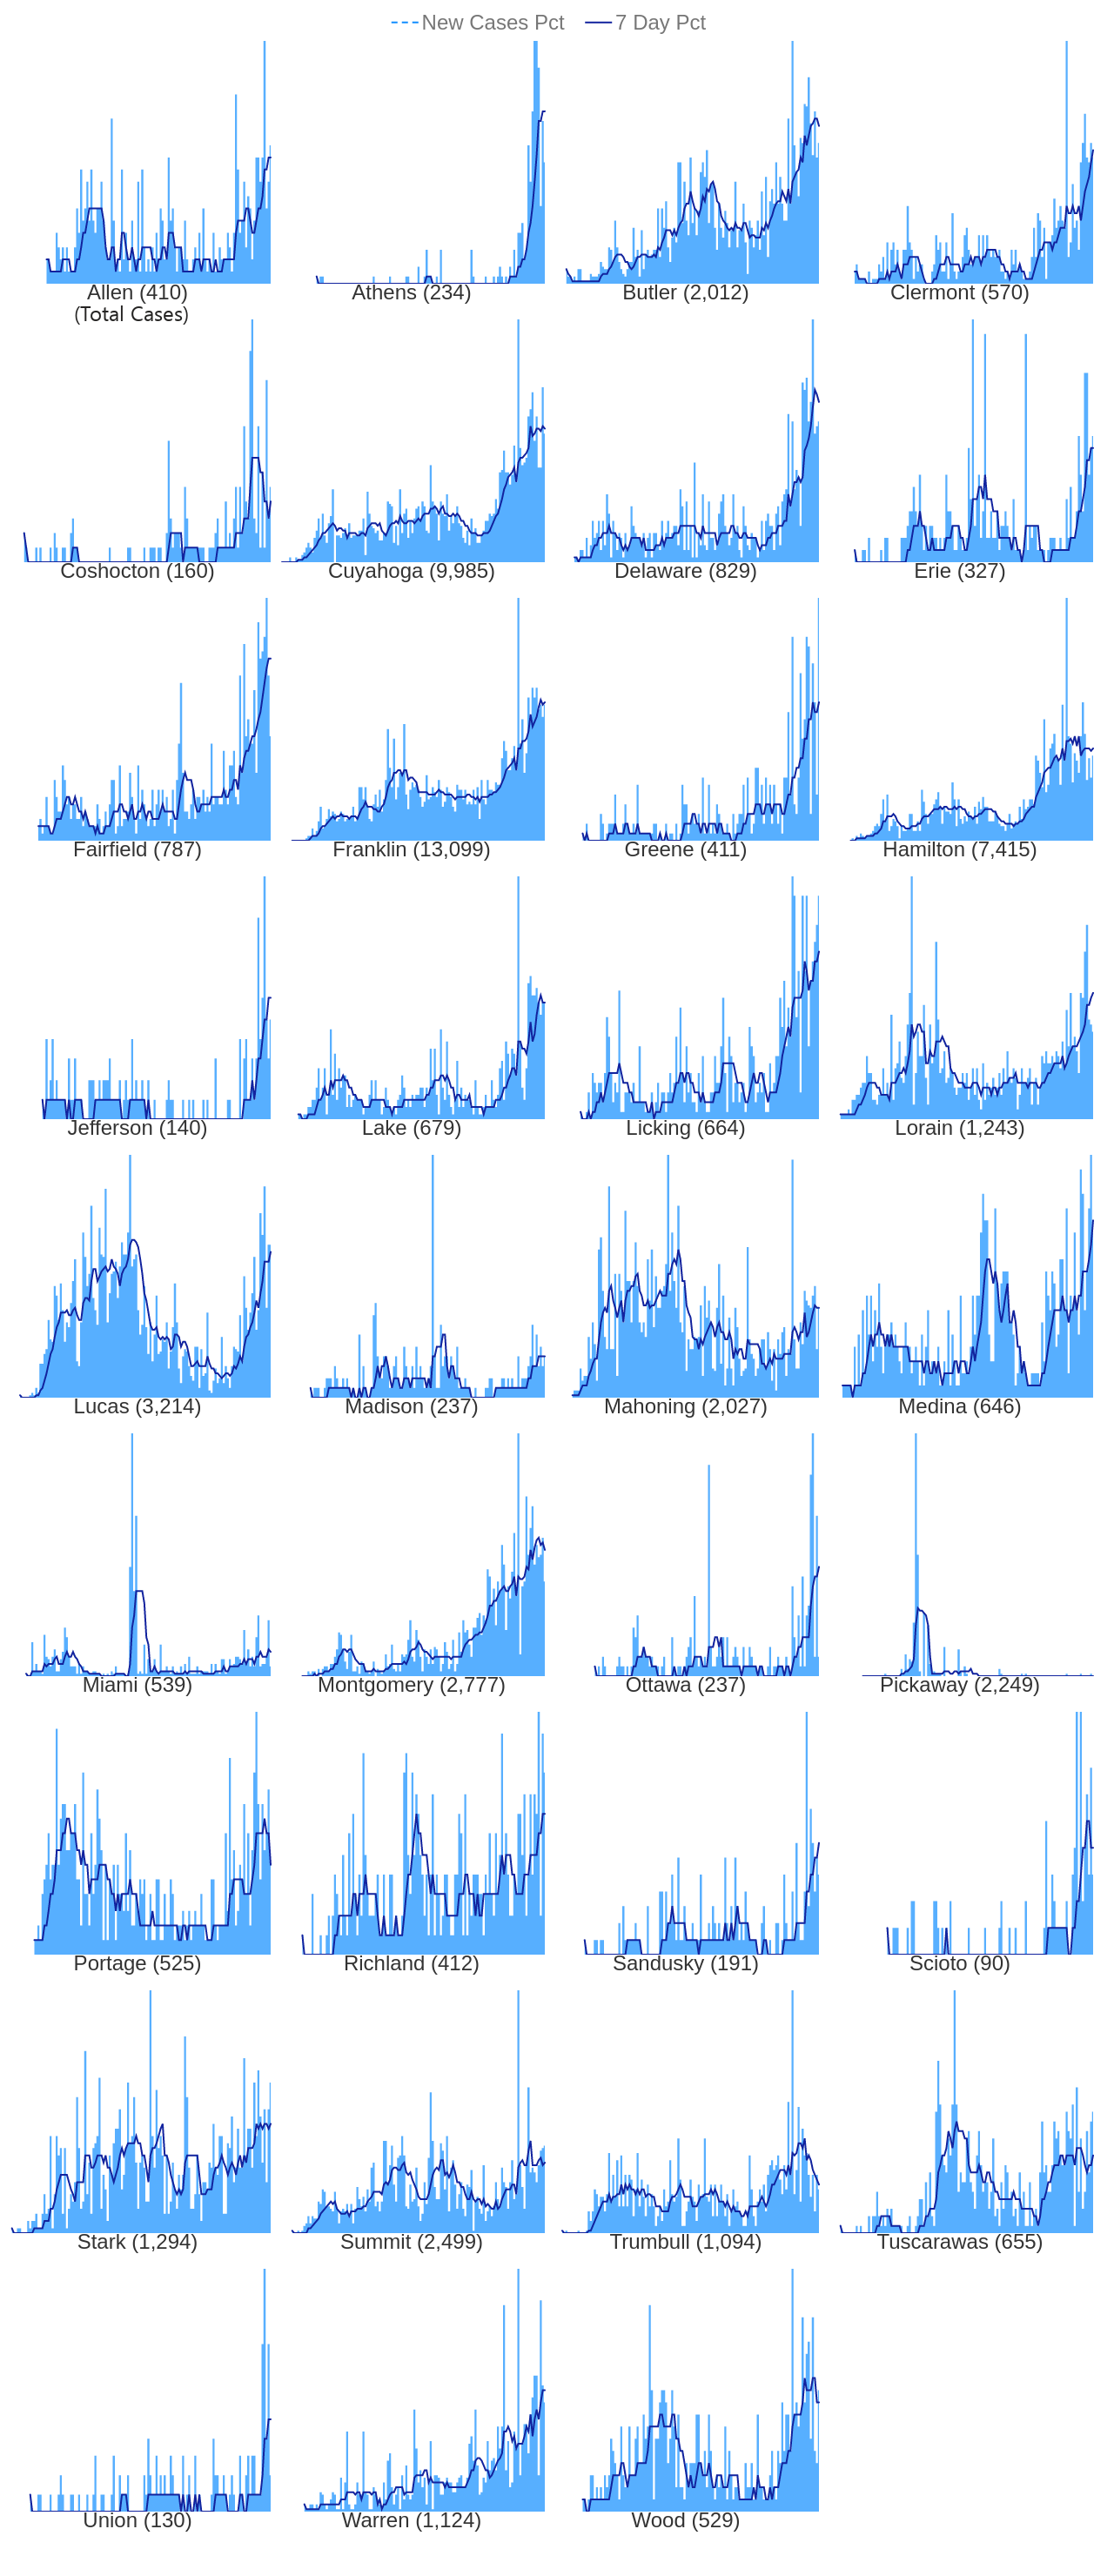 New Cases Pct 7 Day Pct
Allen (410) Athens (234) Butler (2,012) Clermont (570)
(Total Cases)
Coshocton (160) Cuyahoga (9,985) Delaware (829) Erie (327)
Fairfield (787) Franklin (13,099) Greene (411) Hamilton (7,415)
Jefferson (140) Lake (679) Licking (664) Lorain (1,243)
Lucas (3,214) Madison (237) Mahoning (2,027) Medina (646)
Miami (539) Montgomery (2,777) Ottawa (237) Pickaway (2,249)
Portage (525) Richland (412) Sandusky (191) Scioto (90)
Stark (1,294) Summit (2,499) Trumbull (1,094) Tuscarawas (655)
Union (130) Warren (1,124) Wood (529)